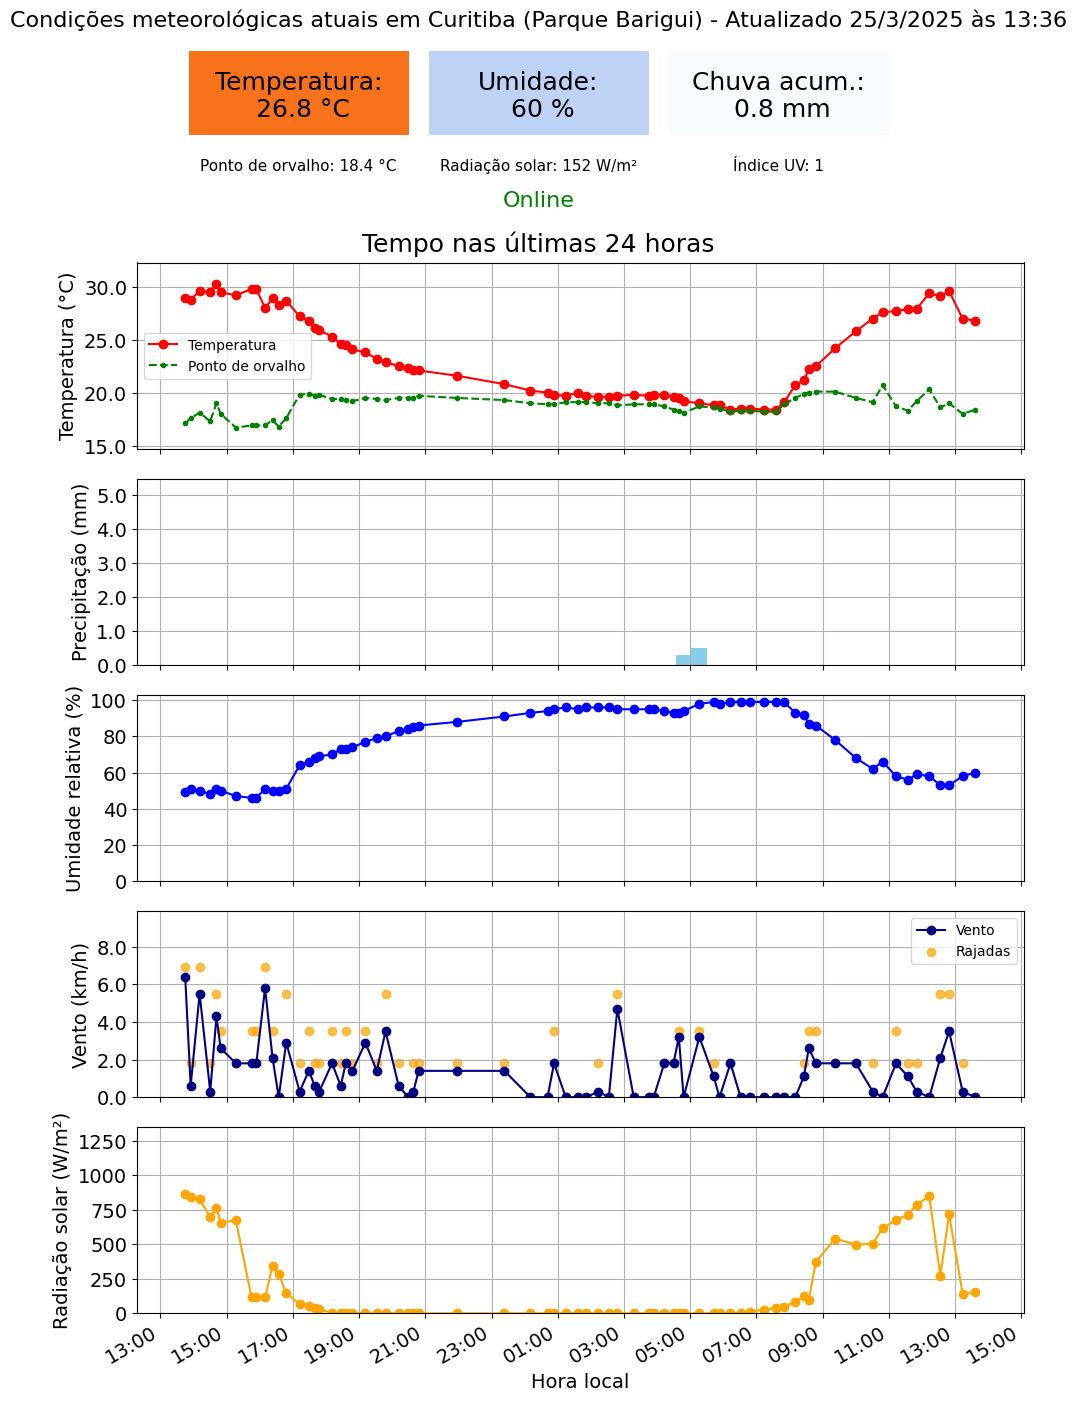 Condições meteorológicas atuais em Curitiba (Parque Barigui) - Atualizado 25/3/2025 às 13:36
Temperatura:
26.8 °C
Umidade:
60 %
Chuva acum.:
0.8 mm
Ponto de orvalho: 18.4 °C
Radiação solar: 152 W/m²
Índice UV: 1
Online
Tempo nas últimas 24 horas
Temperatura (°C)
30.0
25.0
20.0
15.0
Temperatura
Ponto de orvalho
Precipitação (mm)
5.0
4.0
3.0
2.0
1.0
0.0
Umidade relativa (%)
100
80
60
40
20
0
Vento (km/h)
8.0
6.0
4.0
2.0
0.0
Vento
Rajadas
Radiação solar (W/m²)
1250
1000
750
500
250
0
13:00
15:00
17:00
19:00
21:00
23:00
01:00
03:00
05:00
07:00
09:00
11:00
13:00
15:00
Hora local